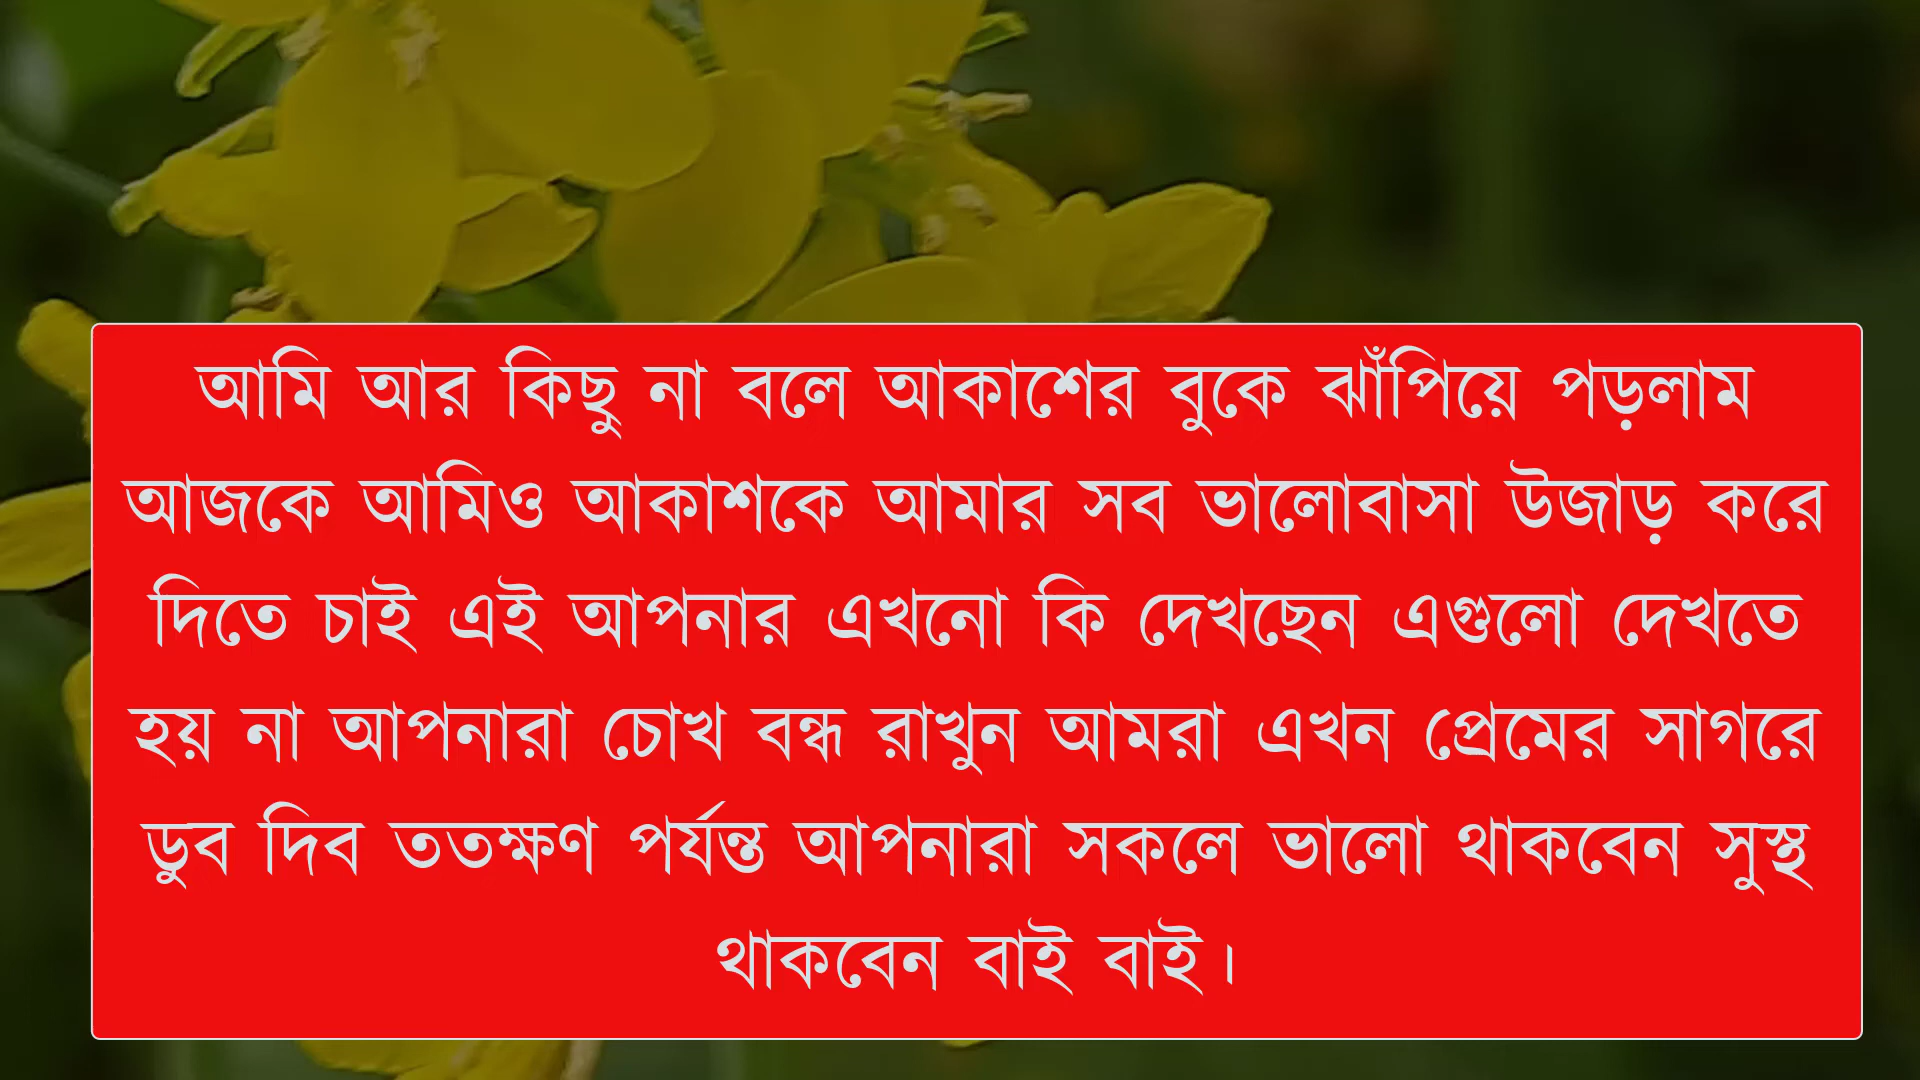 আমি আর কিছু না বলে আকাশের বুকে ঝাঁপিয়ে পড়লাম
আজকে আমিও আকাশকে আমার সব ভালোবাসা উজাড় করে
দিতে চাই এই আপনার এখনো কি দেখছেন এগুলো দেখতে
হয় না আপনারা চোখ বন্ধ রাখুন আমরা এখন প্রেমের সাগরে
ডুব দিব ততক্ষণ পর্যন্ত আপনারা সকলে ভালো থাকবেন সুস্থ
থাকবেন বাই বাই।